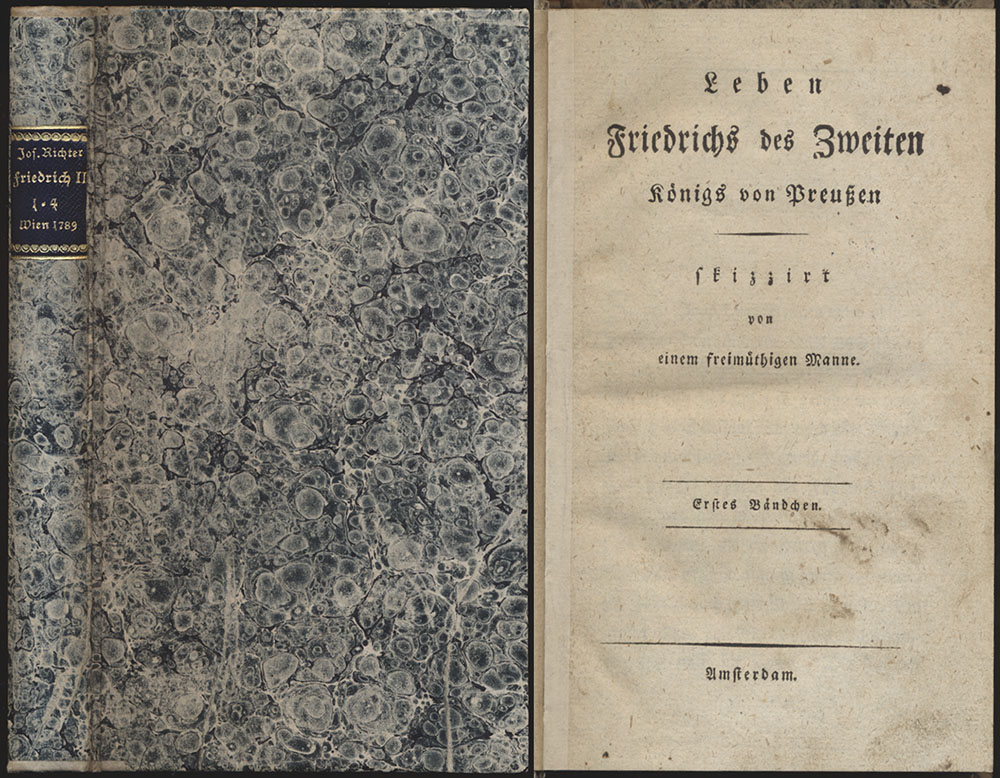 Jos. Richter
Friedrich II
1-4
Wien 1789
Leben
Friedrichs des Zweiten
Königs von Preußen
skizzirt
von
einem freimüthigen Manne.
Erstes Bändchen.
Amsterdam.